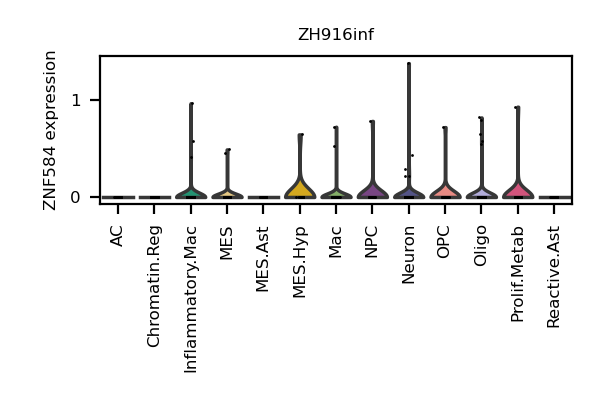 ZH916inf
ZNF584 expression
1
0
AC
Chromatin.Reg
Inflammatory.Mac
MES
MES.Ast
MES.Hyp
Mac
NPC
Neuron
OPC
Oligo
Prolif.Metab
Reactive.Ast